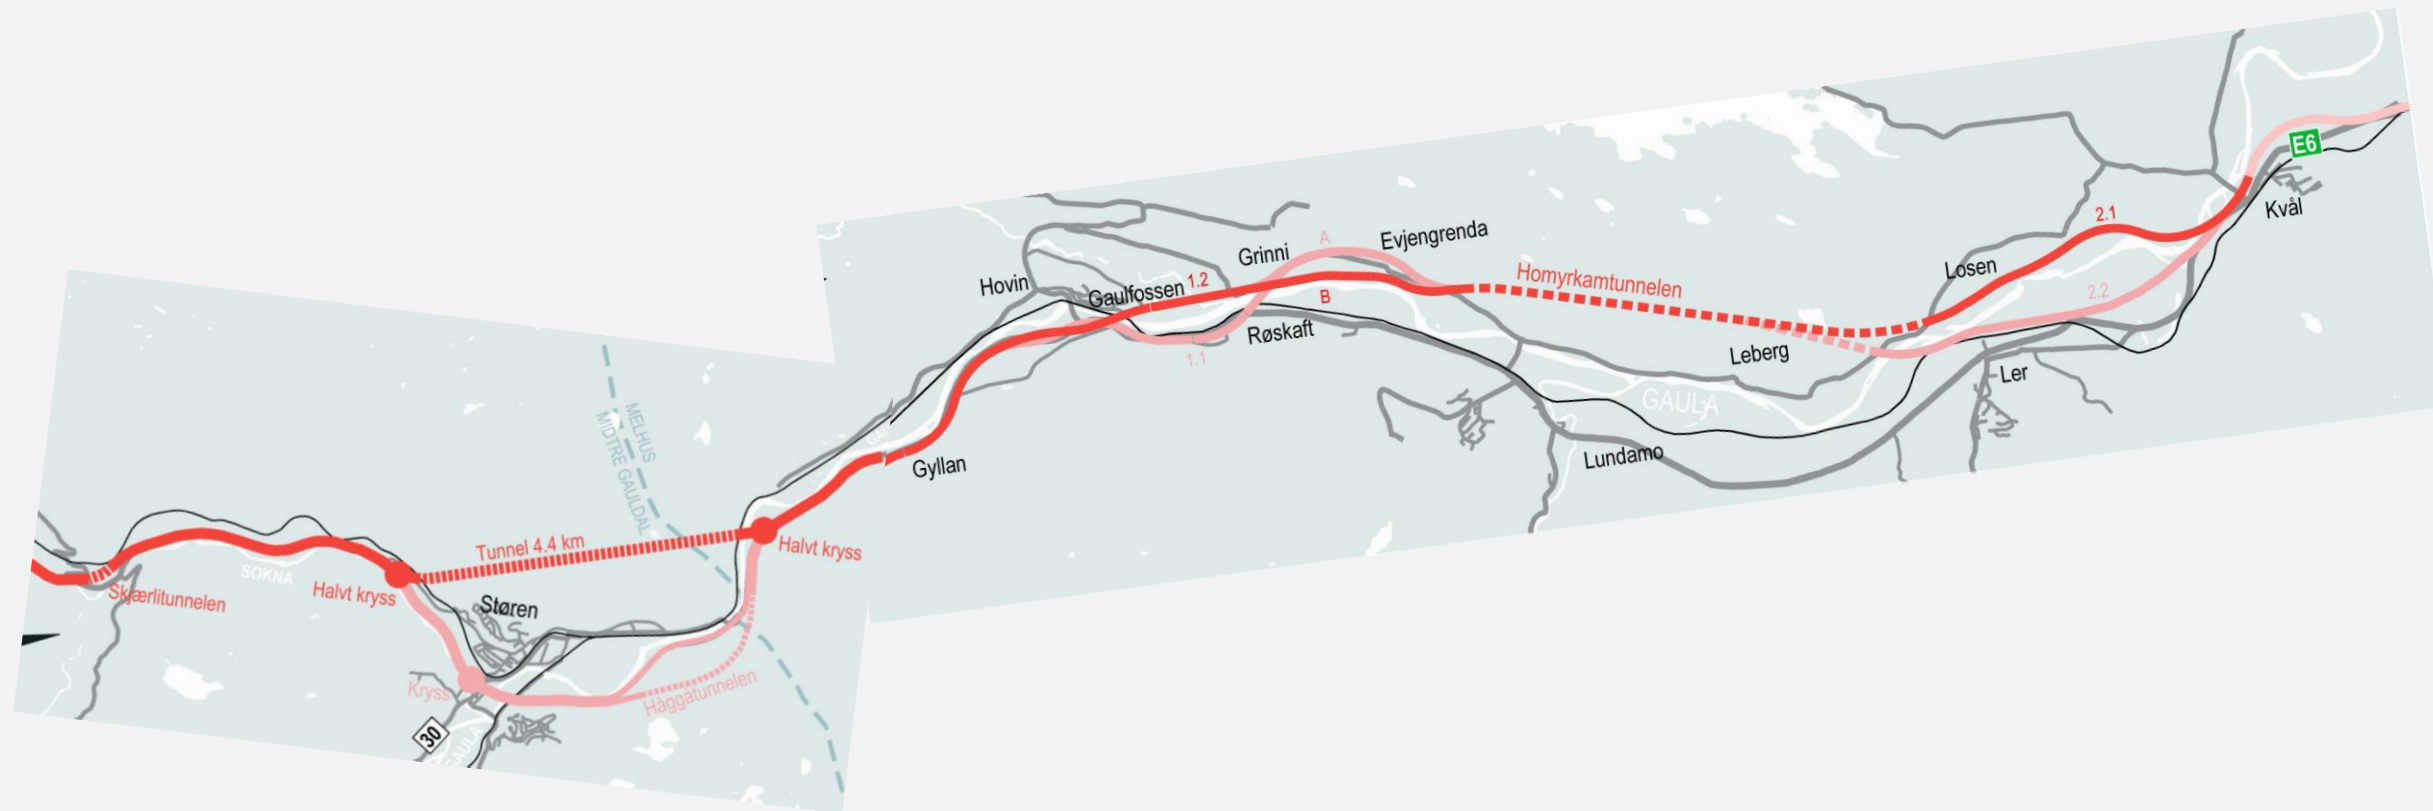 E6
Kvål
2.1
Losen
2.2
Ler
Leberg
Homyrkamtunnelen
Evjengrenda
A
Grinni
B
1.2
Gaulfossen
Hovin
Røskaft
1.1
GAULA
Lundamo
Gyllan
MELHUS
MIDTRE GAULDAL
Tunnel 4.4 km
Halvt kryss
SOKNA
Halvt kryss
Skjærlitunnelen
Støren
Kryss
Håggåtunnelen
30
GAULA